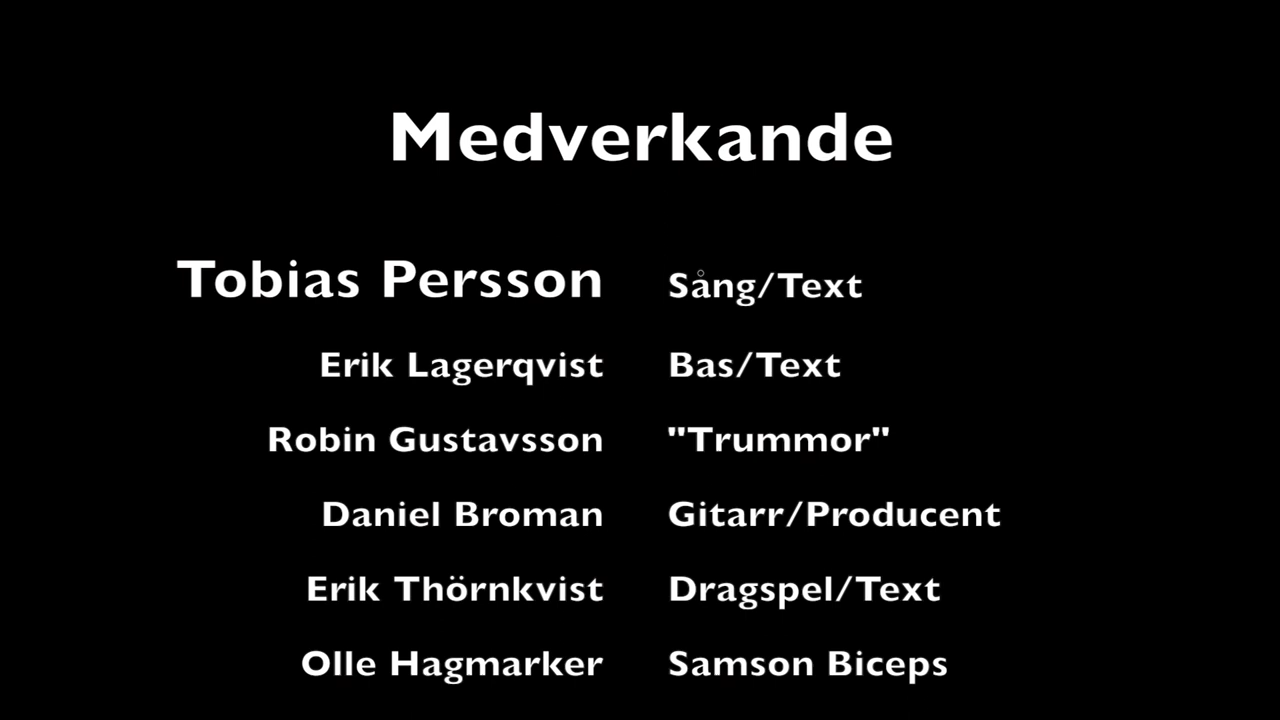 Medverkande
Tobias Persson Sång/Text
Erik Lagerqvist Bas/Text
Robin Gustavsson "Trummor"
Daniel Broman Gitarr/Producent
Erik Thörnkvist Dragspel/Text
Olle Hagmarker Samson Biceps